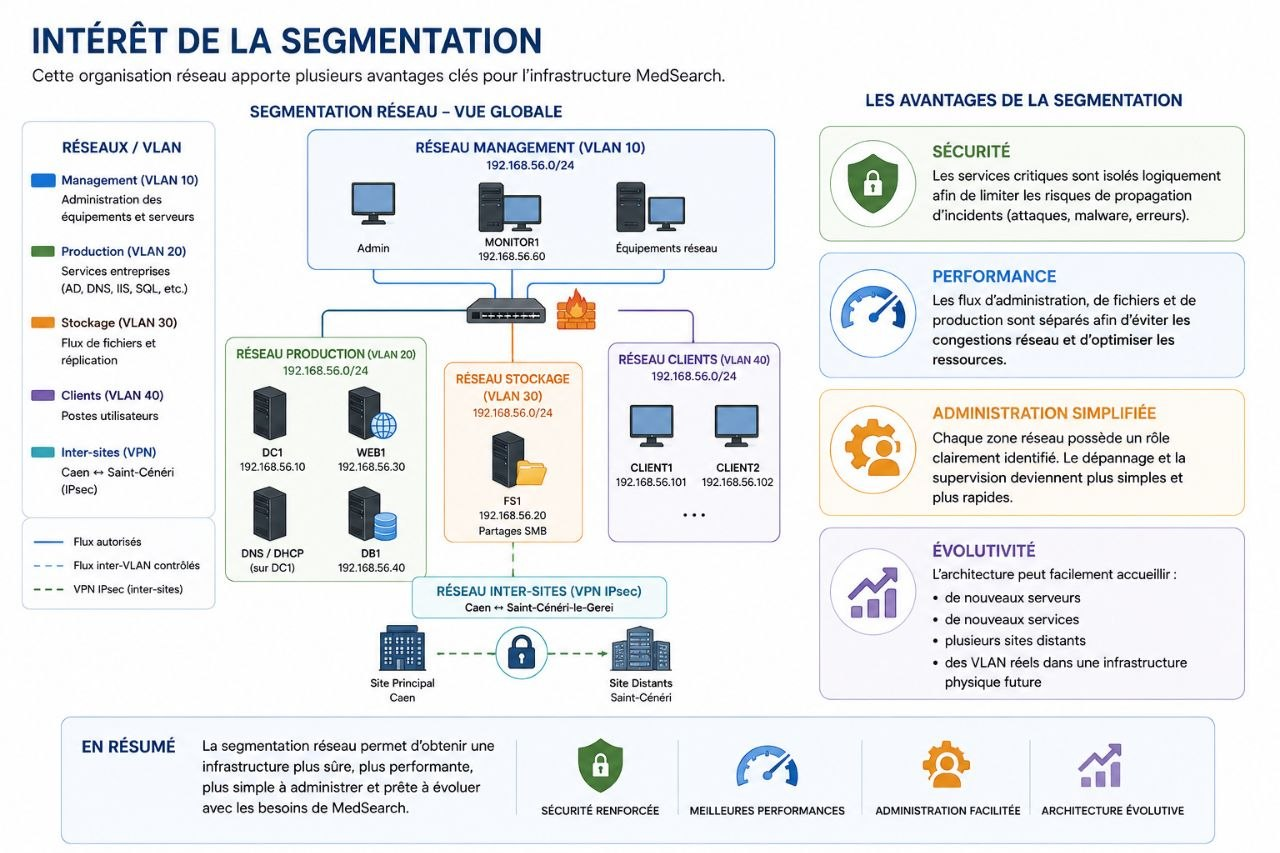 INTÉRÊT DE LA SEGMENTATION
Cette organisation réseau apporte plusieurs avantages clés pour l'infrastructure MedSearch.
SEGMENTATION RÉSEAU – VUE GLOBALE
RÉSEAUX / VLAN
Management (VLAN 10)
Administration des
équipements et serveurs
Production (VLAN 20)
Services entreprises
(AD, DNS, IIS, SQL, etc.)
Stockage (VLAN 30)
Flux de fichiers et
réplication
Clients (VLAN 40)
Postes utilisateurs
Inter-sites (VPN)
Caen ↔ Saint-Cénéri
(IPsec)
Flux autorisés
Flux inter-VLAN contrôlés
VPN IPsec (inter-sites)
RÉSEAU MANAGEMENT (VLAN 10)
192.168.56.0/24
Admin
MONITOR1
192.168.56.60
Équipements réseau
RÉSEAU PRODUCTION (VLAN 20)
192.168.56.0/24
DC1
192.168.56.10
WEB1
192.168.56.30
DNS / DHCP
(sur DC1)
DB1
192.168.56.40
RÉSEAU STOCKAGE
(VLAN 30)
192.168.56.0/24
FS1
192.168.56.20
Partages SMB
RÉSEAU CLIENTS (VLAN 40)
192.168.56.0/24
CLIENT1
192.168.56.101
CLIENT2
192.168.56.102
...
RÉSEAU INTER-SITES (VPN IPsec)
Caen ↔ Saint-Cénéri-le-Gerei
Site Principal
Caen
Site Distants
Saint-Cénéri
LES AVANTAGES DE LA SEGMENTATION
SÉCURITÉ
Les services critiques sont isolés logiquement
afin de limiter les risques de propagation
d'incidents (attaques, malware, erreurs).
PERFORMANCE
Les flux d'administration, de fichiers et de
production sont séparés afin d'éviter les
congestions réseau et d'optimiser les
ressources.
ADMINISTRATION SIMPLIFIÉE
Chaque zone réseau possède un rôle
clairement identifié. Le dépannage et la
supervision deviennent plus simples et
plus rapides.
ÉVOLUTIVITÉ
L'architecture peut facilement accueillir :
• de nouveaux serveurs
• de nouveaux services
• plusieurs sites distants
• des VLAN réels dans une infrastructure
physique future
EN RÉSUMÉ
La segmentation réseau permet d'obtenir une
infrastructure plus sûre, plus performante,
plus simple à administrer et prête à évoluer
avec les besoins de MedSearch.
SÉCURITÉ RENFORCÉE
MEILLEURES PERFORMANCES
ADMINISTRATION FACILITÉE
ARCHITECTURE ÉVOLUTIVE